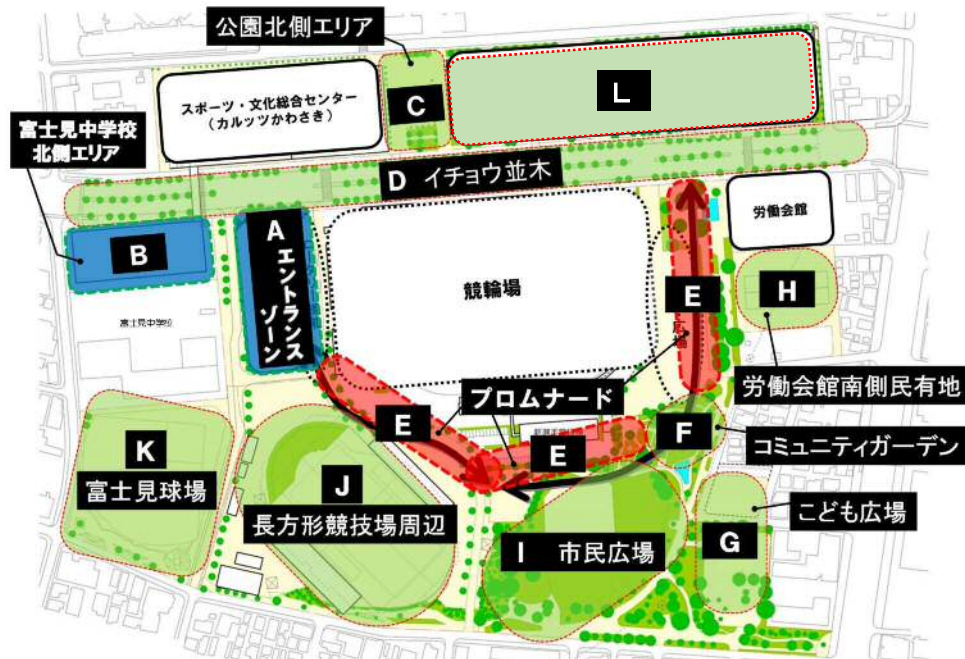 公園北側エリア
スポーツ・文化総合センター
(カルッツかわさき)
C
L
富士見中学校
北側エリア
D イチョウ並木
B
A
エントランス
ゾーン
競輪場
労働会館
E
広場
H
富士見中学校
労働会館南側民有地
プロムナード
E
E
F
コミュニティガーデン
K
富士見球場
J
長方形競技場周辺
I 市民広場
G
こども広場